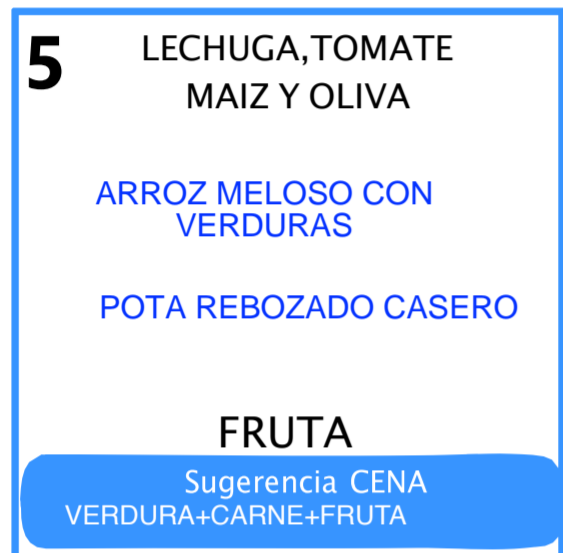 5
LECHUGA,TOMATE
MAIZ Y OLIVA
ARROZ MELOSO CON
VERDURAS
POTA REBOZADO CASERO
FRUTA
Sugerencia CENA
VERDURA+CARNE+FRUTA